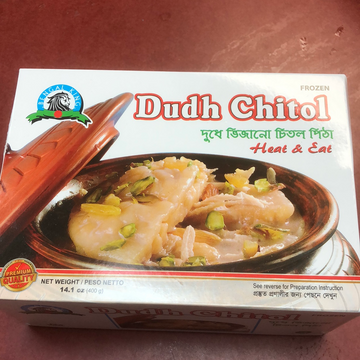 BENGAL KING
FROZEN
Dudh Chitol
দুধে ভিজানো চিতল পিঠা
Heat & Eat
PREMIUM
QUALITY
NET WEIGHT / PESO NETTO
14.1 oz (400 g)
See reverse for Preparation Instruction
প্রস্তুত প্রণালীর জন্য পেছনে দেখুন
Dudh Chitol